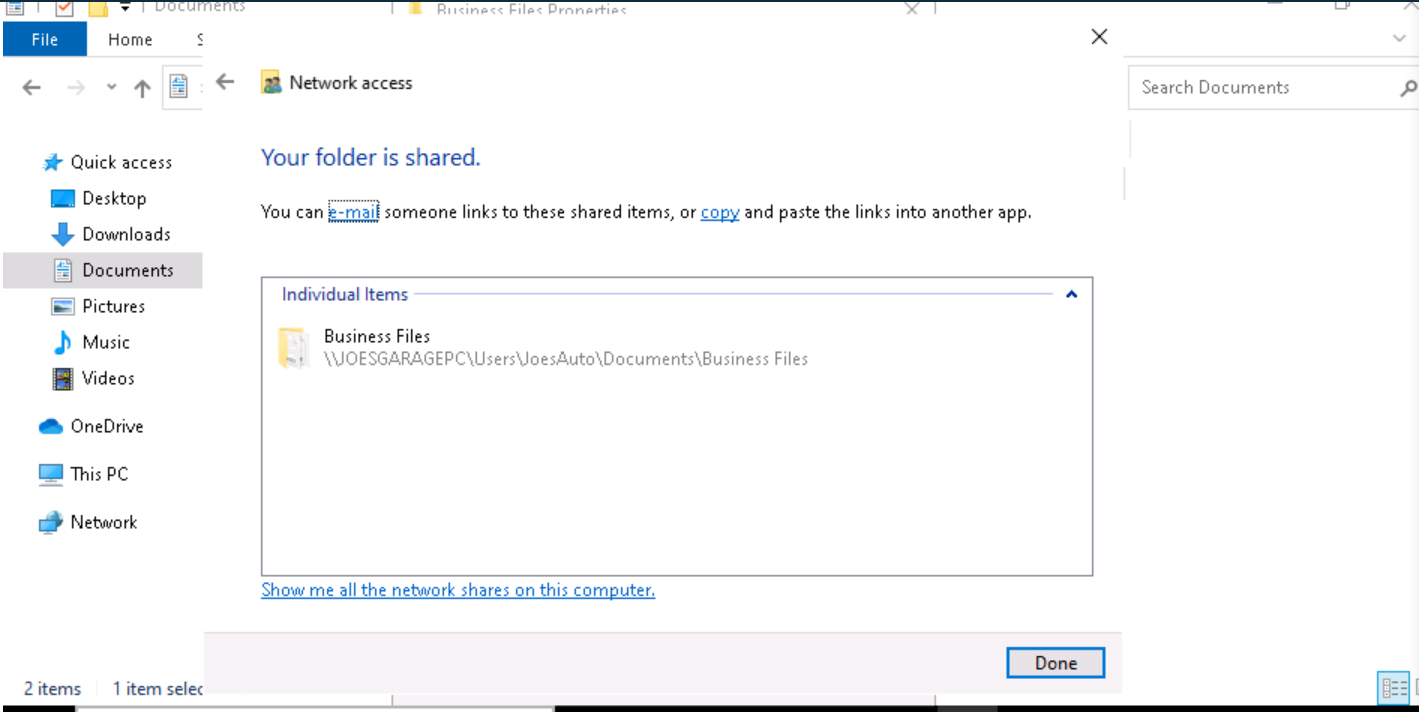 Documents
Business Files Properties
File
Home
Network access
Search Documents
Quick access
Desktop
Downloads
Documents
Pictures
Music
Videos
OneDrive
This PC
Network
Your folder is shared.
You can e-mail someone links to these shared items, or copy and paste the links into another app.
Individual Items
Business Files
\\JOESGARAGEPC\Users\JoesAuto\Documents\Business Files
Show me all the network shares on this computer.
Done
2 items
1 item selec